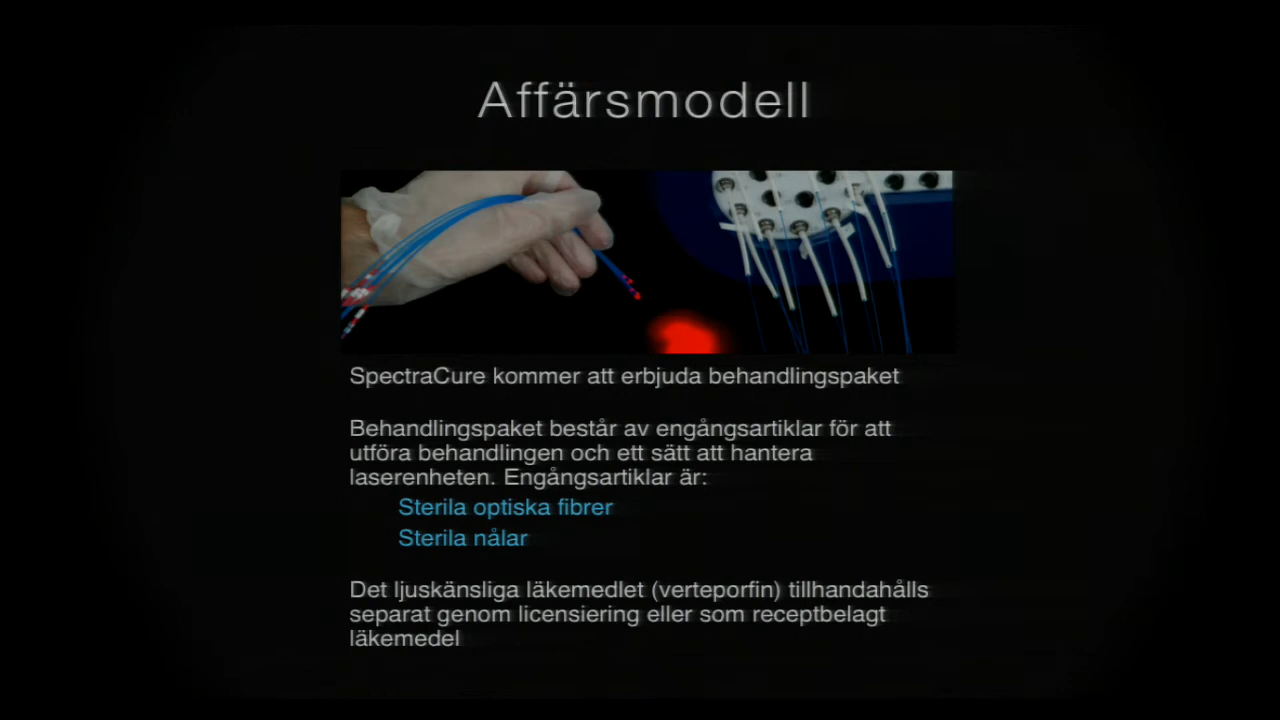 Affärsmodell
SpectraCure kommer att erbjuda behandlingspaket
Behandlingspaket består av engångsartiklar för att
utföra behandlingen och ett sätt att hantera
laserenheten. Engångsartiklar är:
Sterila optiska fibrer
Sterila nålar
Det ljuskänsliga läkemedlet (verteporfin) tillhandahålls
separat genom licensiering eller som receptbelagt
läkemedel